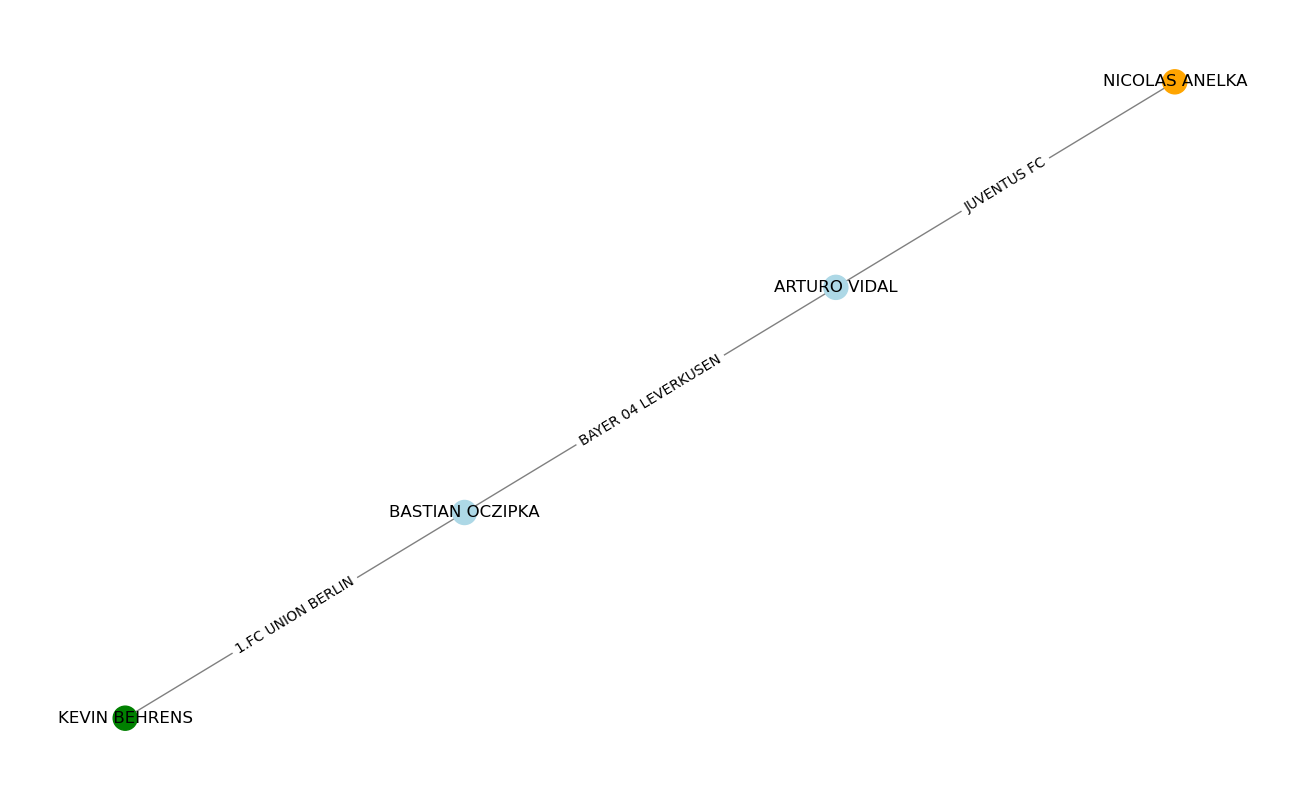 NICOLAS ANELKA
JUVENTUS FC
ARTURO VIDAL
BAYER 04 LEVERKUSEN
BASTIAN OCZIPKA
1.FC UNION BERLIN
KEVIN BEHRENS